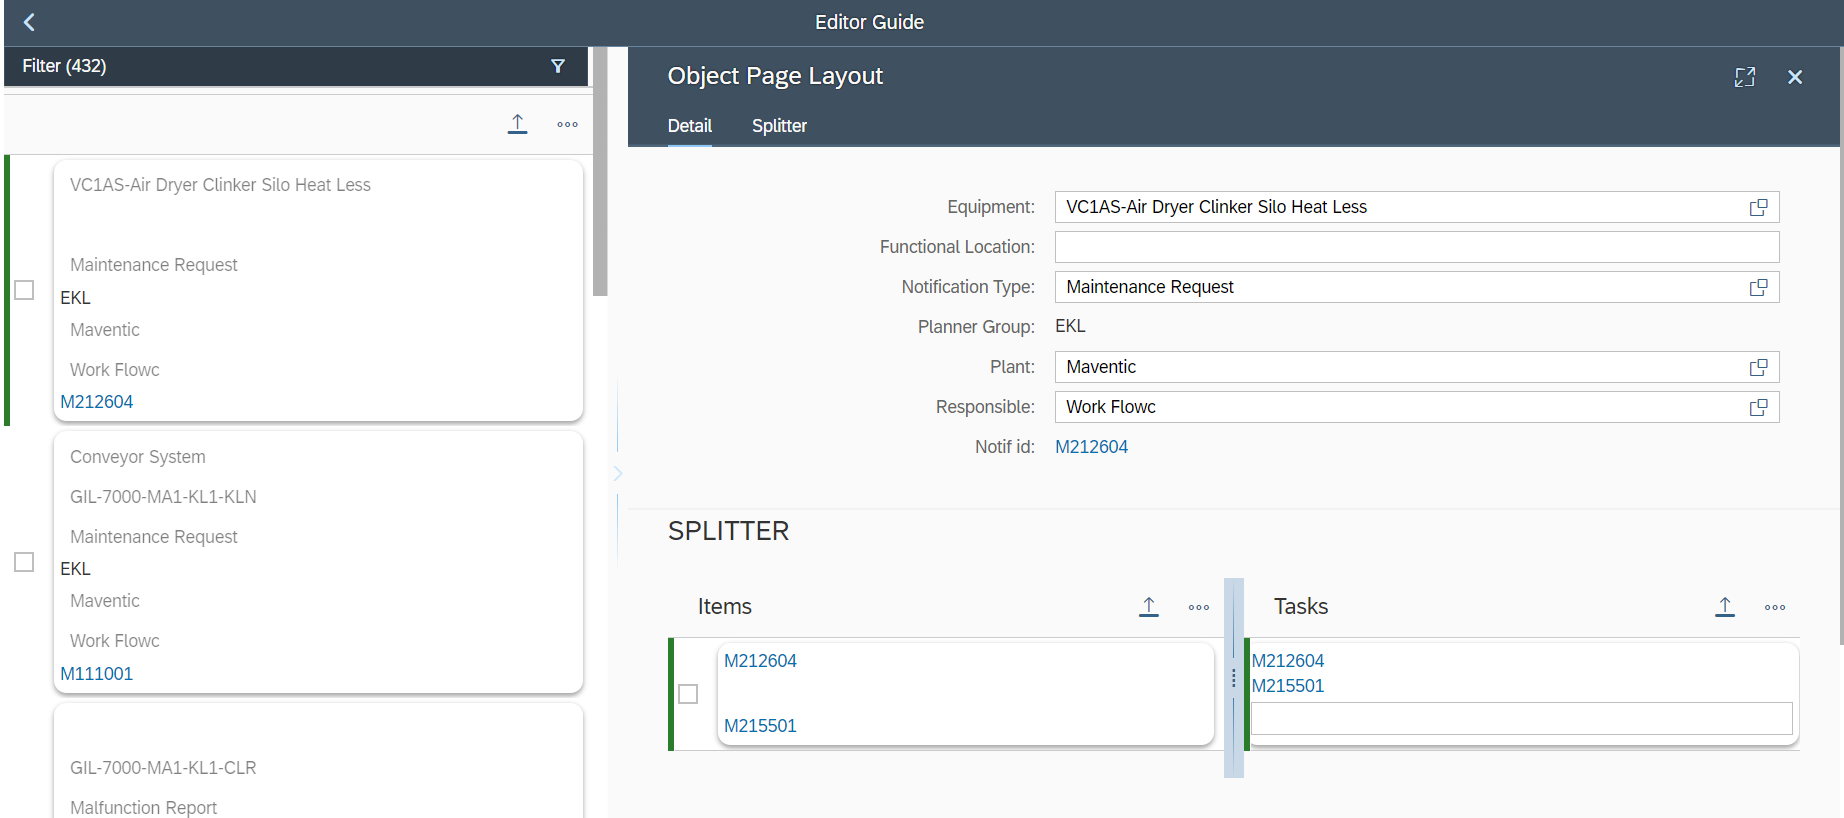 Editor Guide
Filter (432)
VC1AS-Air Dryer Clinker Silo Heat Less
Maintenance Request
EKL
Maventic
Work Flowc
M212604
Conveyor System
GIL-7000-MA1-KL1-KLN
Maintenance Request
EKL
Maventic
Work Flowc
M111001
GIL-7000-MA1-KL1-CLR
Malfunction Report
Object Page Layout
Detail Splitter
Equipment: VC1AS-Air Dryer Clinker Silo Heat Less
Functional Location:
Notification Type: Maintenance Request
Planner Group: EKL
Plant: Maventic
Responsible: Work Flowc
Notif id: M212604
SPLITTER
Items
M212604
M215501
Tasks
M212604
M215501